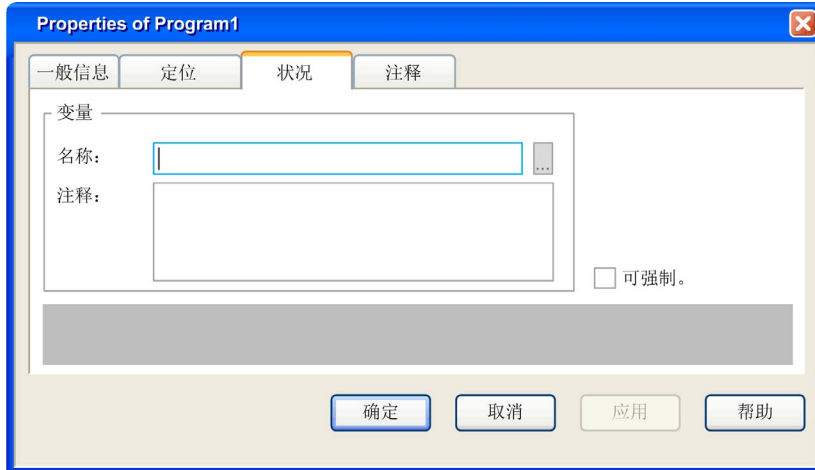 Properties of Program1
一般信息 定位 状况 注释
变量
名称：
...
注释：
可强制。
确定 取消 应用 帮助